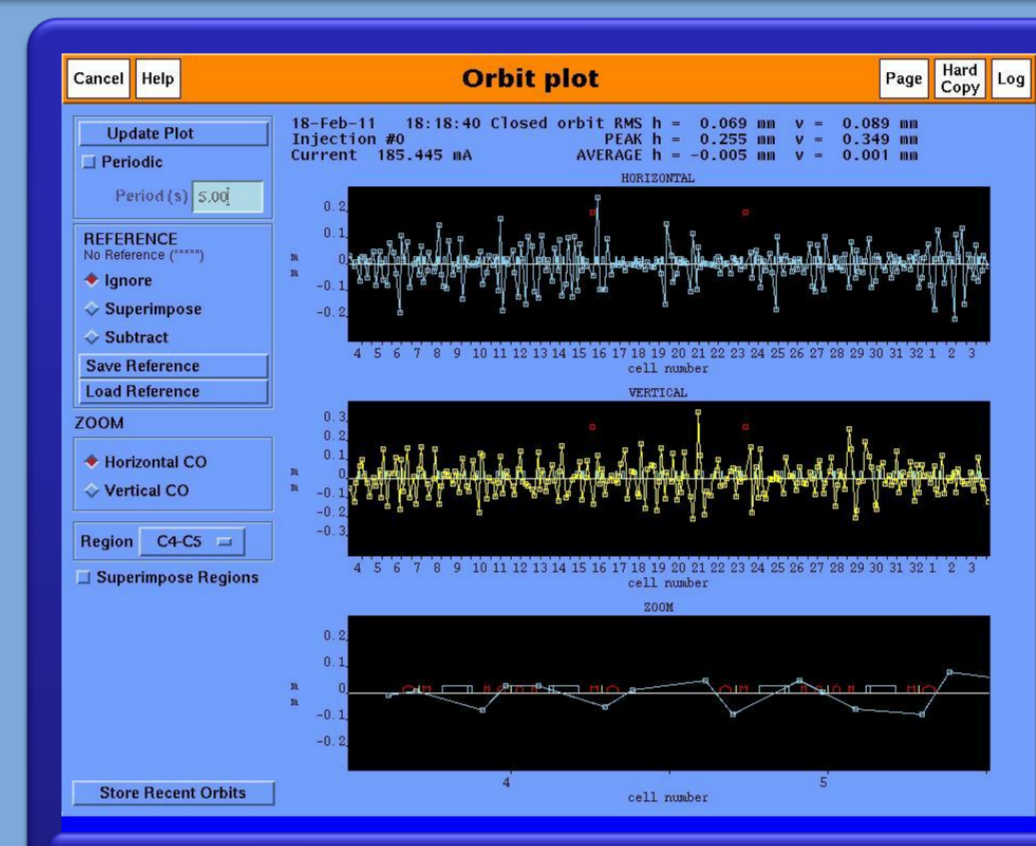 Cancel Help Orbit plot Page Hard Copy Log
Update Plot
Periodic
Period (s) 5.00
REFERENCE
No Reference (*****)
Ignore
Superimpose
Subtract
Save Reference
Load Reference
ZOOM
Horizontal CO
Vertical CO
Region C4-C5
Superimpose Regions
Store Recent Orbits
18-Feb-11 18:18:40 Closed orbit RMS h = 0.069 mm v = 0.089 mm
Injection #0 PEAK h = 0.255 mm v = 0.349 mm
Current 185.445 mA AVERAGE h = -0.005 mm v = 0.001 mm
HORIZONTAL
0.2
0.1
0
-0.1
-0.2
m
m
4 5 6 7 8 9 10 11 12 13 14 15 16 17 18 19 20 21 22 23 24 25 26 27 28 29 30 31 32 1 2 3
cell number
VERTICAL
0.3
0.2
0.1
0
-0.1
-0.2
-0.3
m
m
4 5 6 7 8 9 10 11 12 13 14 15 16 17 18 19 20 21 22 23 24 25 26 27 28 29 30 31 32 1 2 3
cell number
ZOOM
0.2
0.1
0
-0.1
-0.2
m
m
4 5
cell number